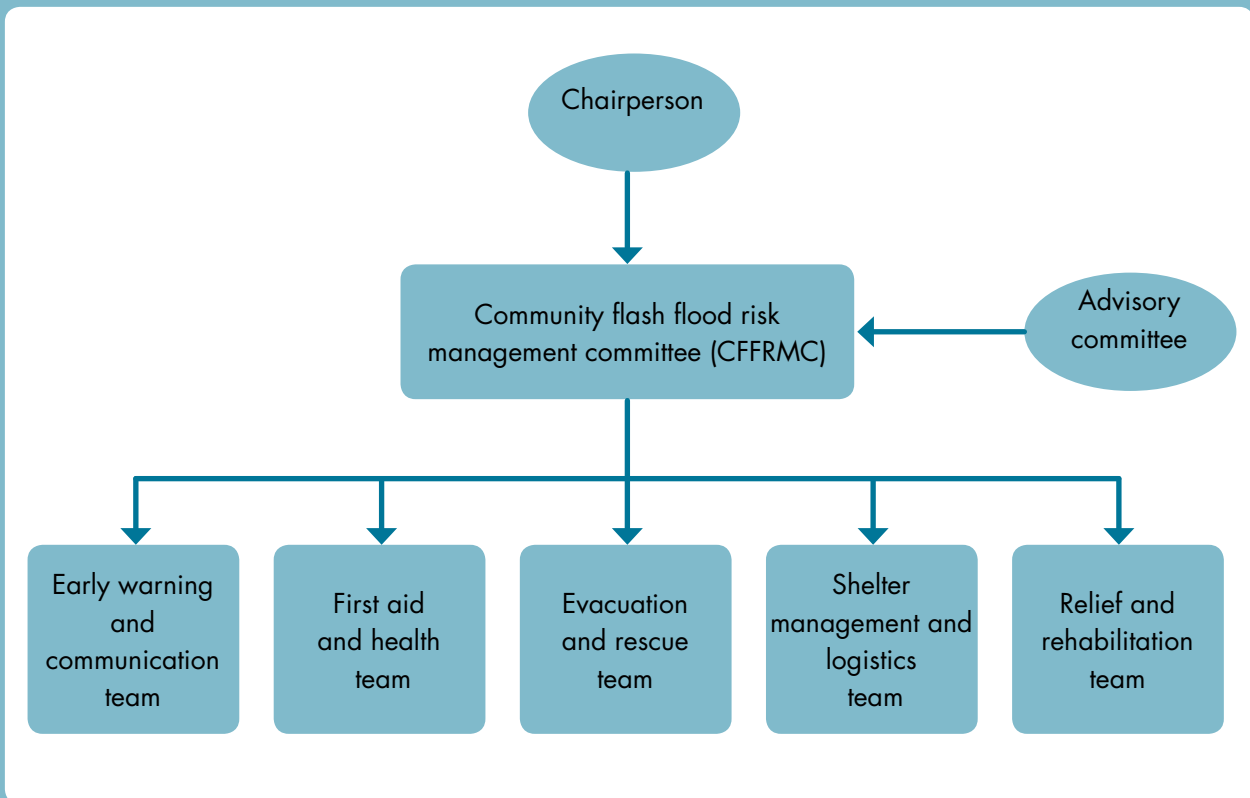 Chairperson
Community flash flood risk
management committee (CFFRMC)
Advisory
committee
Early warning
and
communication
team
First aid
and health
team
Evacuation
and rescue
team
Shelter
management and
logistics
team
Relief and
rehabilitation
team